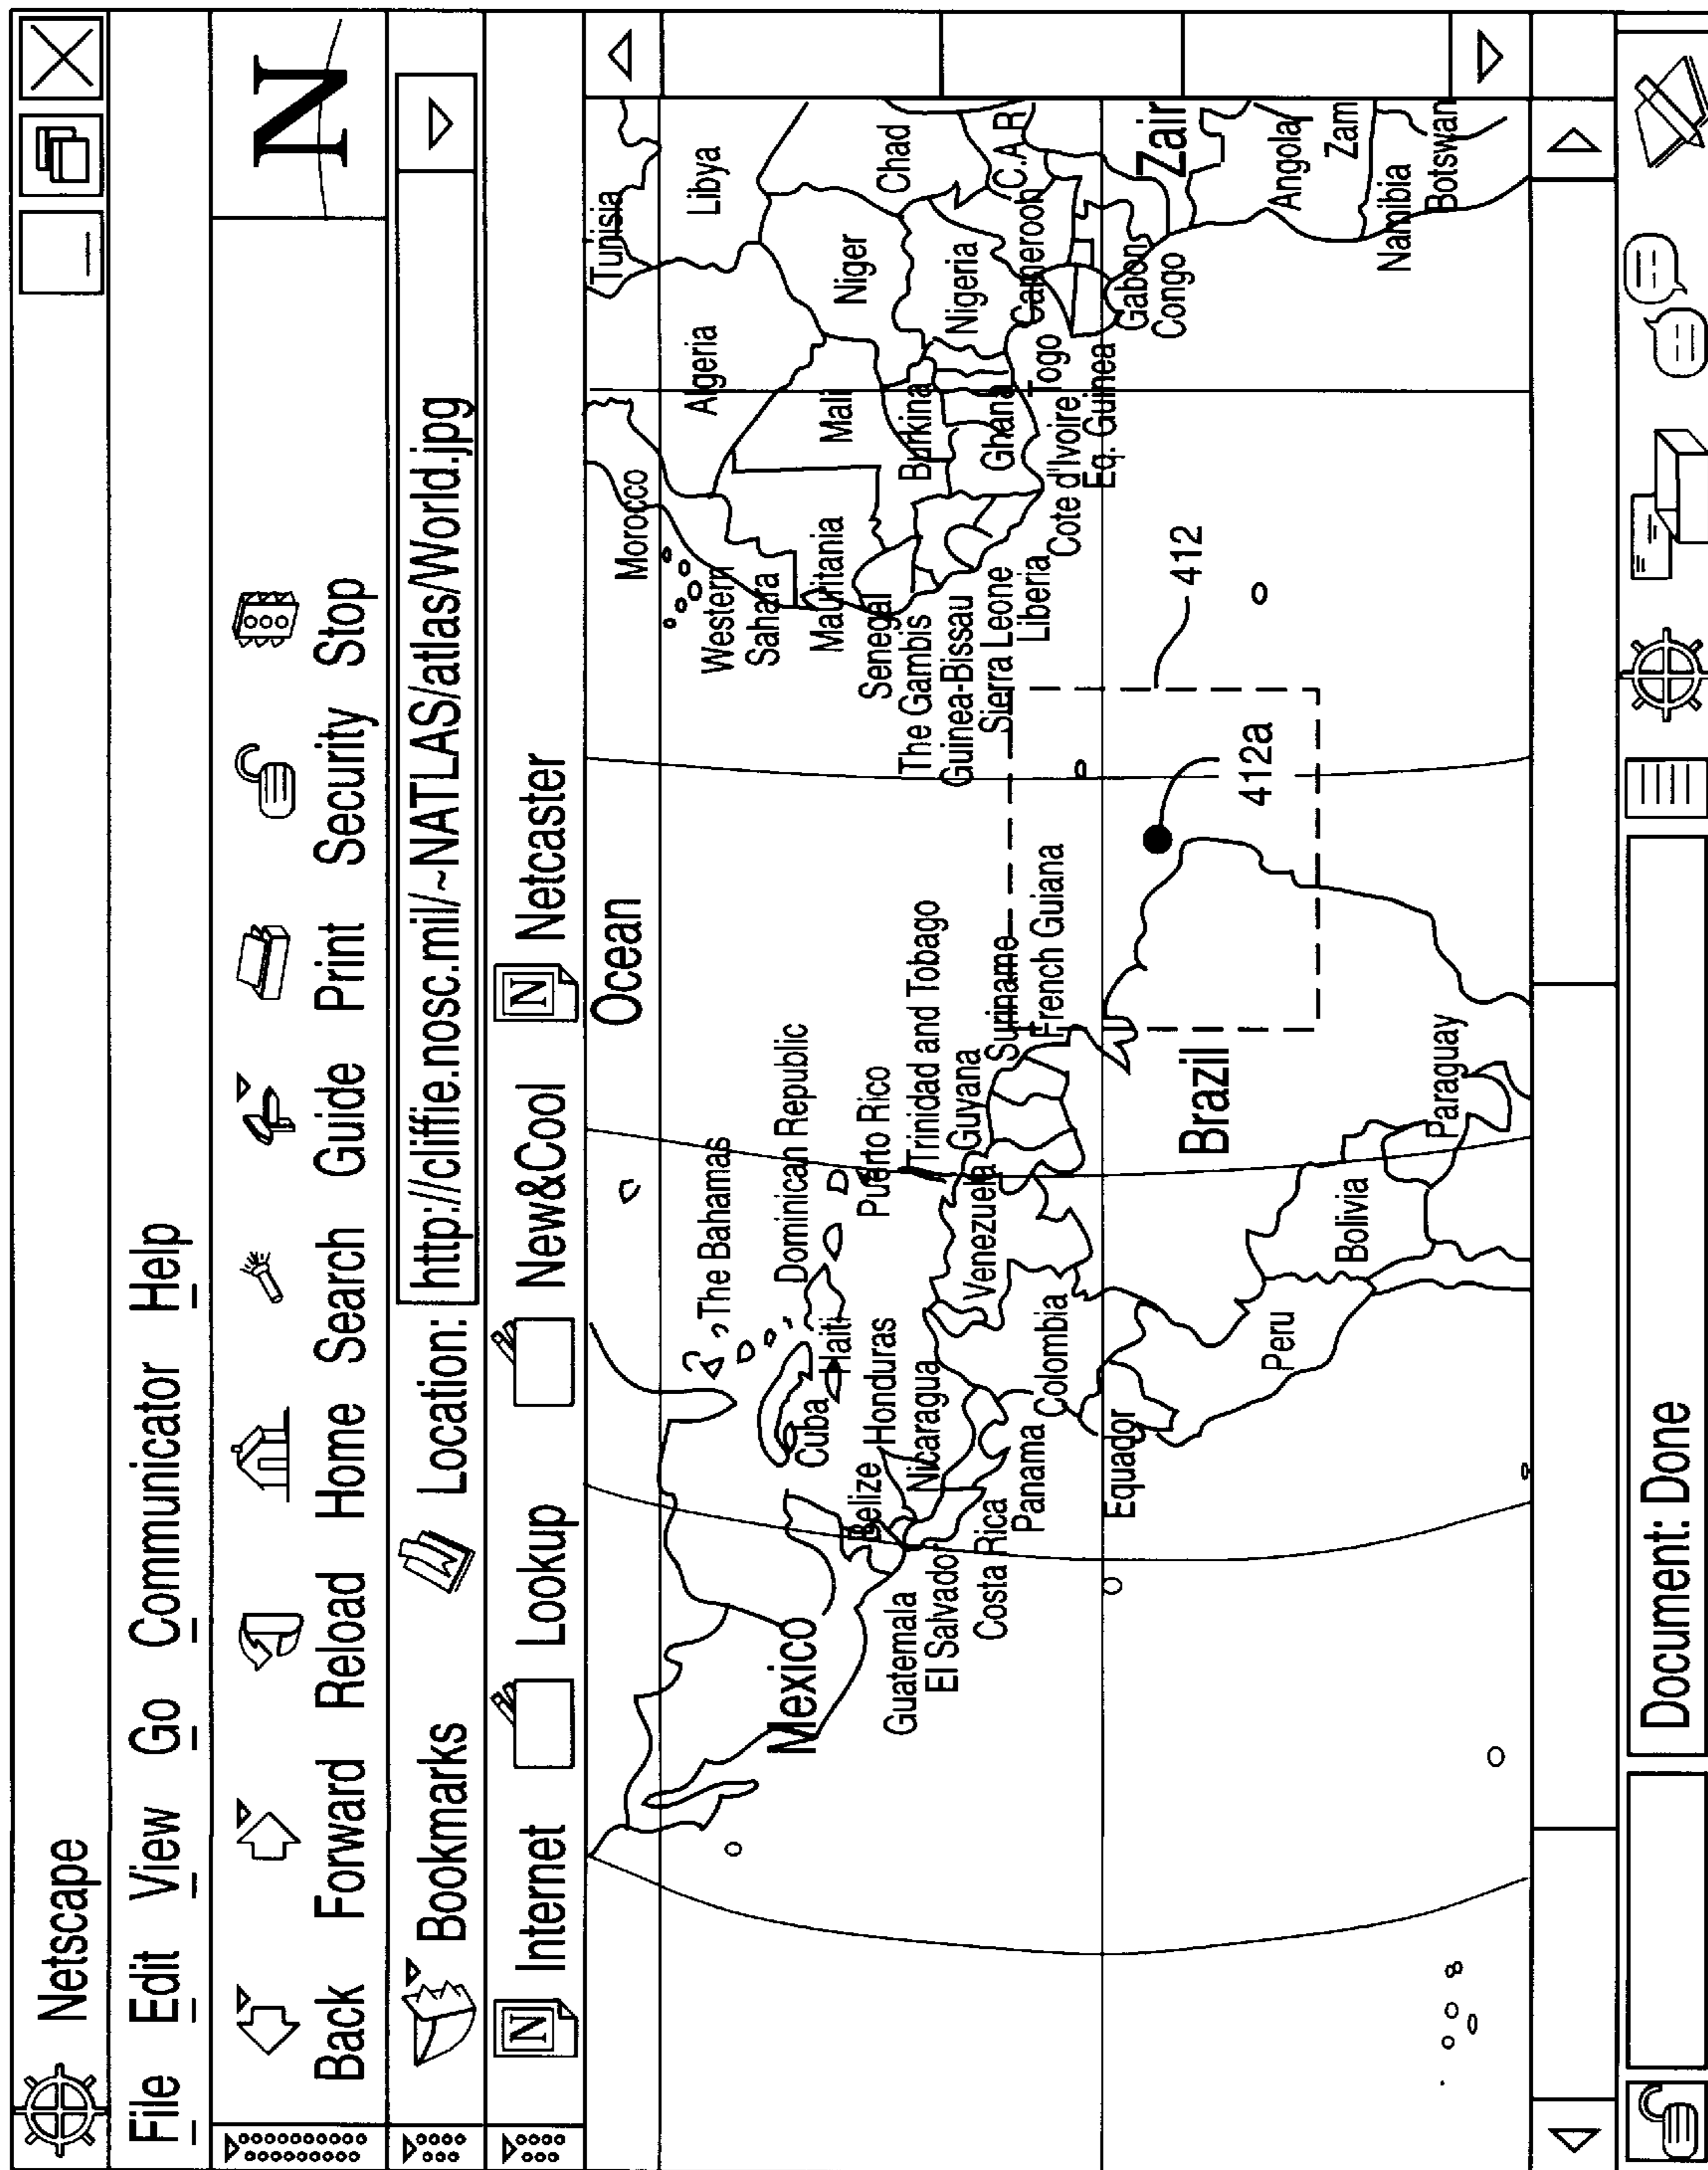 Netscape
File Edit View Go Communicator Help
Back Forward Reload Home Search Guide Print Security Stop
N
Bookmarks Location: http://cliffie.nosc.mil/~NATLAS/atlas/World.jpg
N Internet Lookup New&Cool N Netcaster
Ocean
Tunisia
Morocco
Algeria
Libya
Western
Sahara
The Bahamas
Mexico
Cuba
Haiti
Dominican Republic
Puerto Rico
Mauritania
Mali
Niger
Chad
Belize
Honduras
Senegal
Guatemala
Nicaragua
Trinidad and Tobago
The Gambis
Burkina
El Salvador
Guyana
Guinea-Bissau
Nigeria
Costa Rica
Venezuela
Suriname
Sierra Leone
Ghana
C.A.R
Panama
Colombia
French Guiana
Liberia
Togo
Cameroon
Cote d'Ivoire
Eq. Guinea
Equador
Gabon
Congo
Zair
412
Brazil
412a
Peru
Angola
Bolivia
Zam
Namibia
Paraguay
Botswan
Document: Done